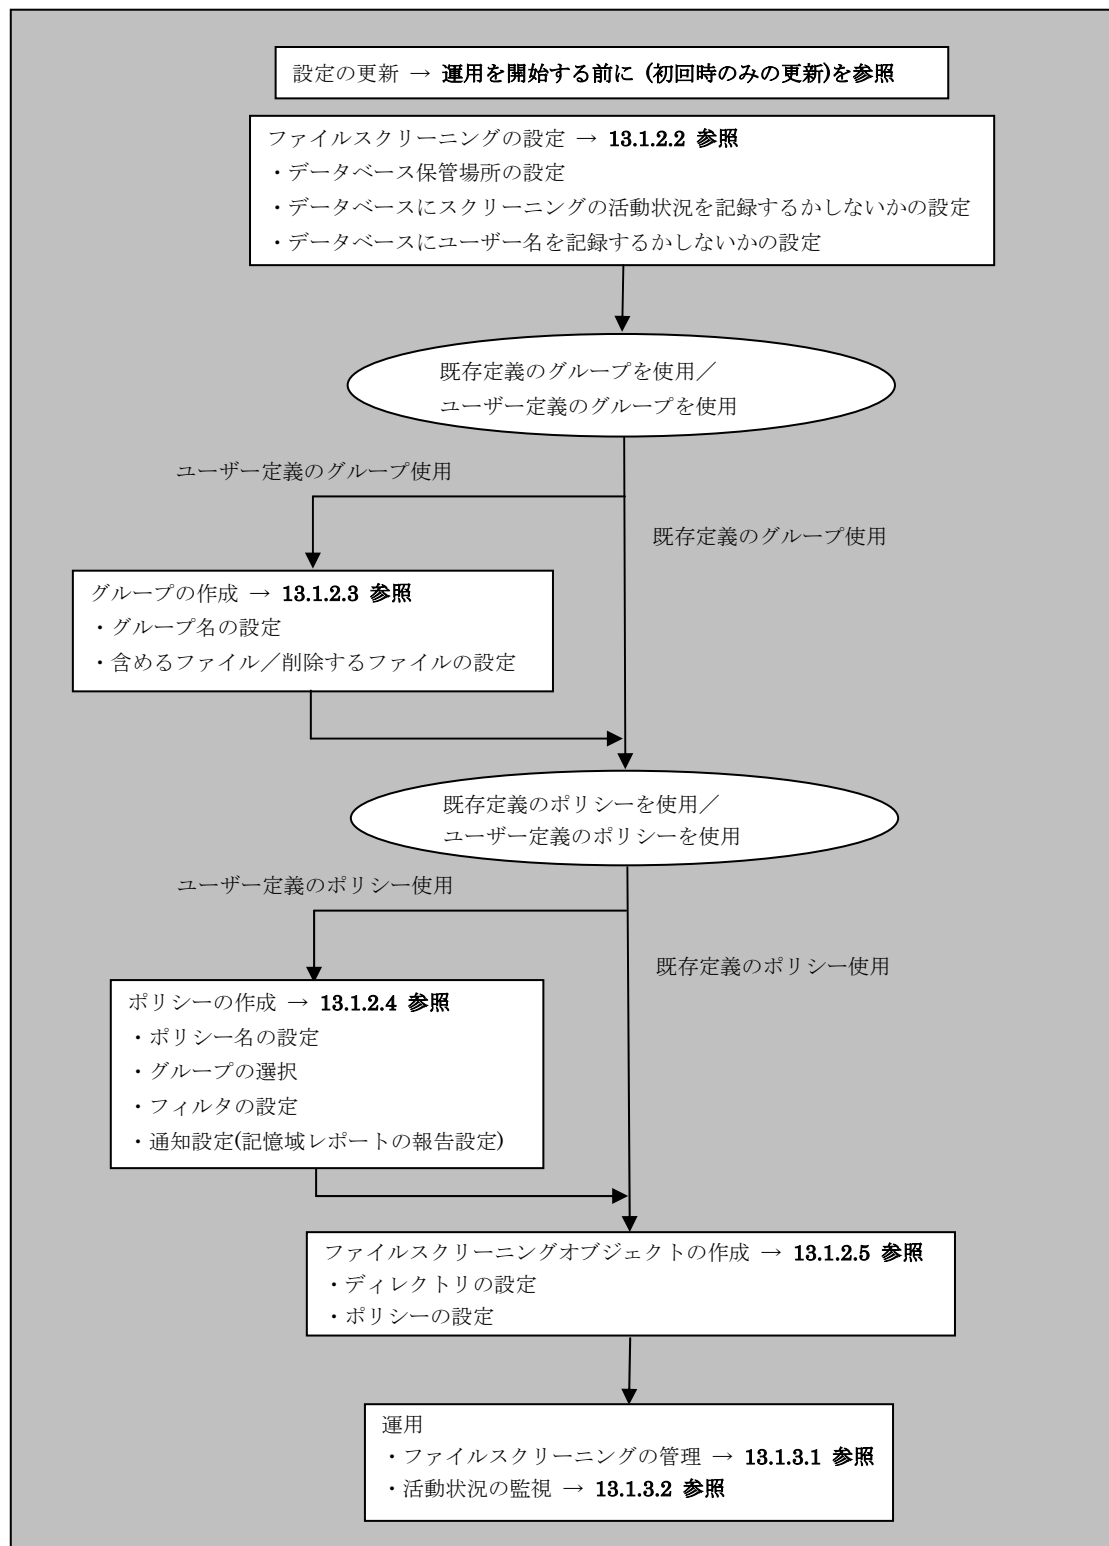 設定の更新 → 運用を開始する前に (初回時のみの更新)を参照
ファイルスクリーニングの設定 → 13.1.2.2 参照
・データベース保管場所の設定
・データベースにスクリーニングの活動状況を記録するかしないかの設定
・データベースにユーザー名を記録するかしないかの設定
既存定義のグループを使用／
ユーザー定義のグループを使用
ユーザー定義のグループ使用
既存定義のグループ使用
グループの作成 → 13.1.2.3 参照
・グループ名の設定
・含めるファイル／削除するファイルの設定
既存定義のポリシーを使用／
ユーザー定義のポリシーを使用
ユーザー定義のポリシー使用
既存定義のポリシー使用
ポリシーの作成 → 13.1.2.4 参照
・ポリシー名の設定
・グループの選択
・フィルタの設定
・通知設定(記憶域レポートの報告設定)
ファイルスクリーニングオブジェクトの作成 → 13.1.2.5 参照
・ディレクトリの設定
・ポリシーの設定
運用
・ファイルスクリーニングの管理 → 13.1.3.1 参照
・活動状況の監視 → 13.1.3.2 参照